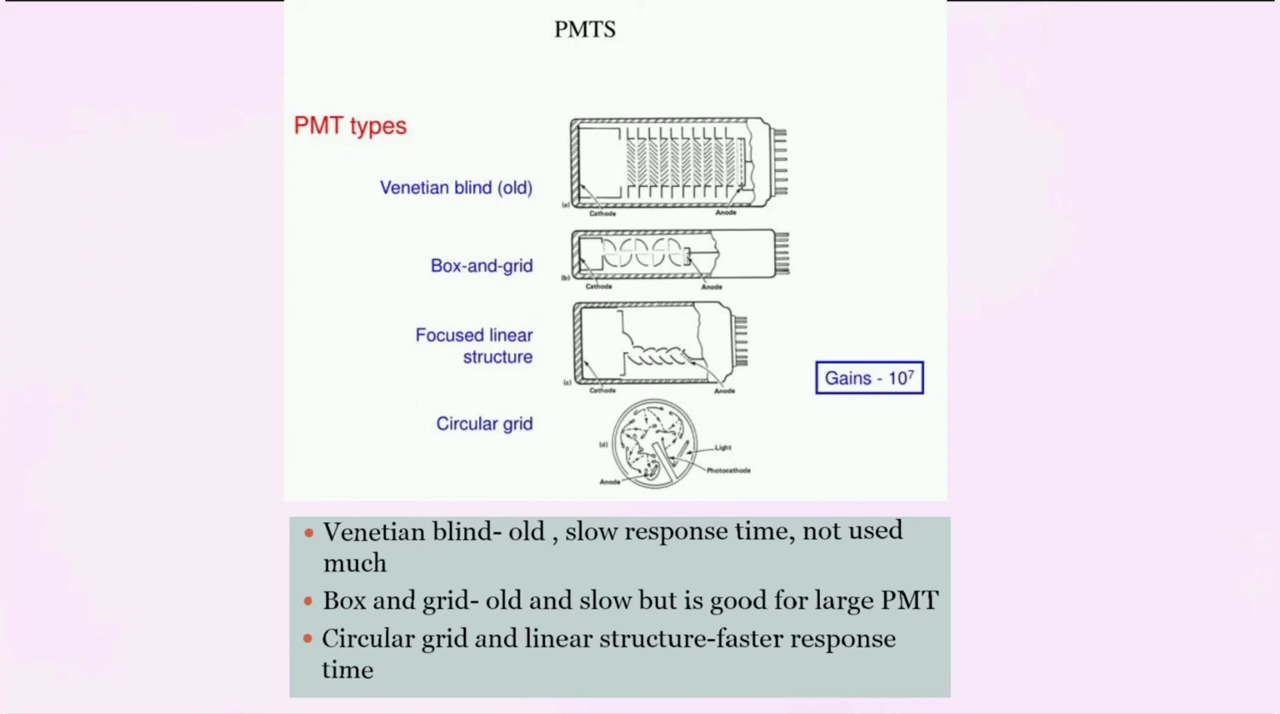 PMTS
PMT types
Venetian blind (old)
(a)
Cathode
Anode
Box-and-grid
(b)
Cathode
Anode
Focused linear
structure
(c)
Cathode
Anode
Gains - 10⁷
Circular grid
(d)
Light
Photocathode
Anode
• Venetian blind- old , slow response time, not used
much
• Box and grid- old and slow but is good for large PMT
• Circular grid and linear structure-faster response
time